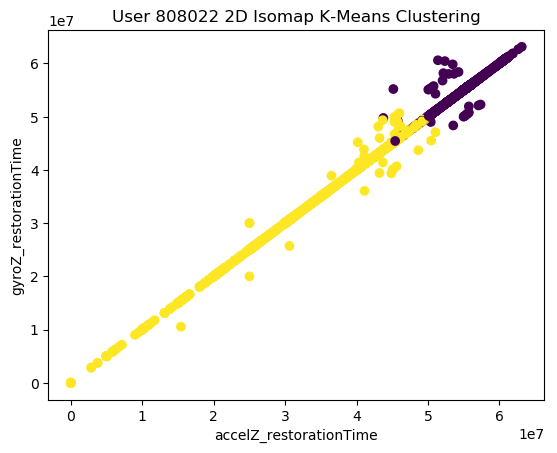 User 808022 2D Isomap K-Means Clustering
1e7
6
5
4
3
2
1
0
gyroZ_restorationTime
0 1 2 3 4 5 6
1e7
accelZ_restorationTime